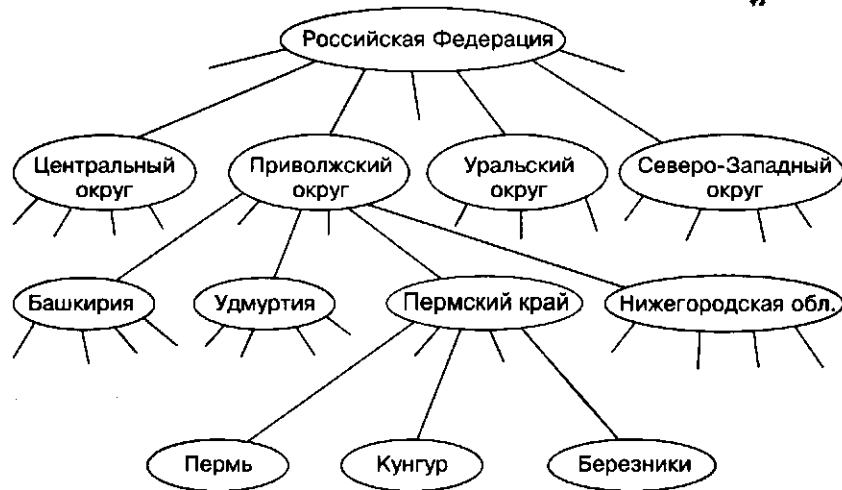 Российская Федерация
Центральный
округ
Приволжский
округ
Уральский
округ
Северо-Западный
округ
Башкирия
Удмуртия
Пермский край
Нижегородская обл.
Пермь
Кунгур
Березники